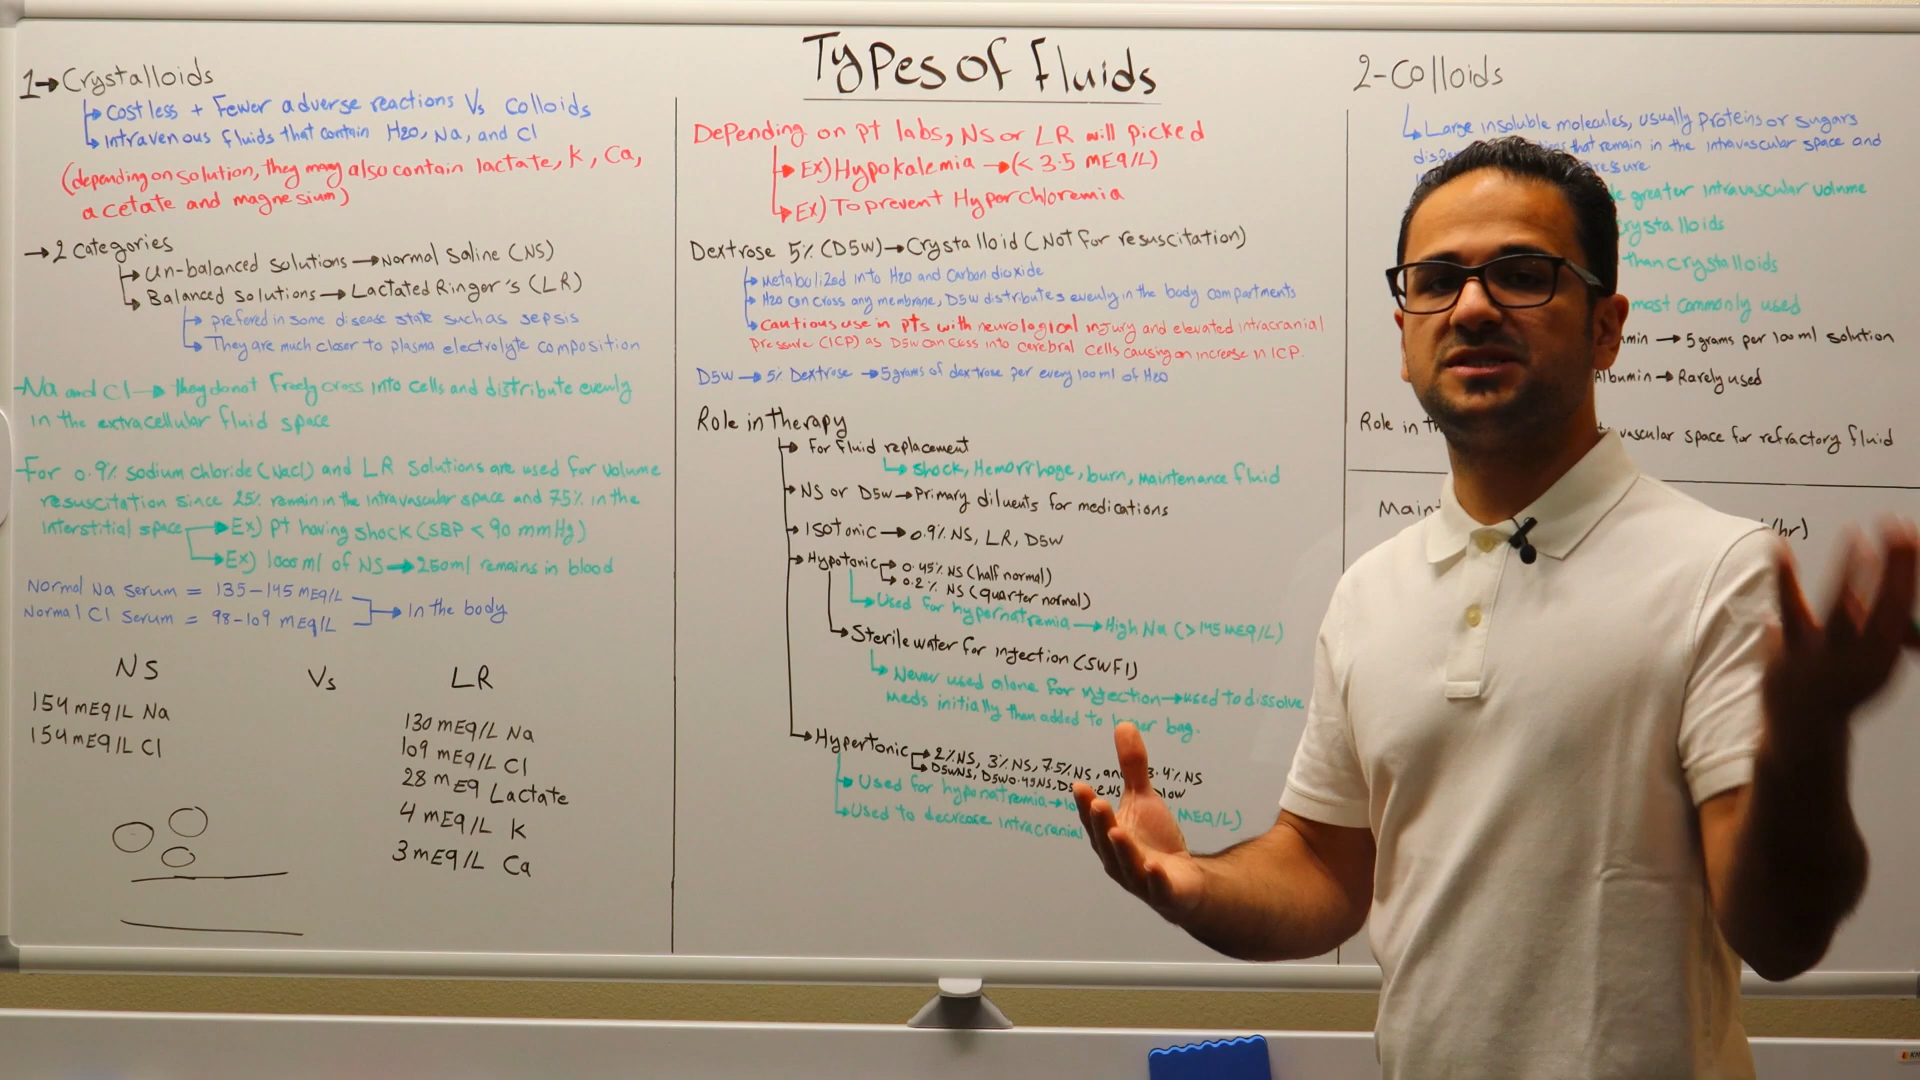 Types of Fluids
1→Crystalloids
cost less + Fewer adverse reactions Vs colloids
Intravenous fluids that contain H2O, Na, and Cl
(depending on solution, they may also contain lactate, K, Ca,
acetate and magnesium)
→2 categories
un-balanced solutions→Normal Saline (NS)
Balanced solutions→Lactated Ringer's (LR)
prefered in some disease state such as sepsis
They are much closer to plasma electrolyte composition
-Na and Cl→they do not freely cross into cells and distribute evenly
in the extracellular fluid space
-For 0.9% sodium chloride (NaCl) and LR solutions are used for volume
resuscitation since 25% remain in the intravascular space and 75% in the
interstitial space→Ex) pt having shock (SBP < 90 mmHg)
→Ex) 1000 ml of NS→250ml remains in blood
Normal Na serum = 135-145 mEq/L
Normal Cl serum = 98-109 mEq/L
→In the body
NS Vs LR
154 mEq/L Na
154 mEq/L Cl
130 mEq/L Na
109 mEq/L Cl
28 mEq Lactate
4 mEq/L K
3 mEq/L Ca
Depending on pt labs, NS or LR will picked
Ex) Hypokalemia→(< 3.5 mEq/L)
Ex) To prevent Hyperchloremia
Dextrose 5% (D5W)→Crystalloid (Not for resuscitation)
Metabolized into H2O and Carbon dioxide
H2O can cross any membrane, D5W distributes evenly in the body compartments
Cautious use in pts with neurological injury and elevated intracranial
pressure (ICP) as D5W can cross into cerebral cells causing an increase in ICP.
D5W→5% Dextrose→5grams of dextrose per every 100ml of H2O
Role in therapy
For fluid replacement
shock, Hemorrhage, burn, maintenance fluid
NS or D5W→Primary diluents for medications
Isotonic→0.9% NS, LR, D5W
Hypotonic→0.45% NS (half normal)
→0.2% NS (quarter normal)
Used for hypernatremia→High Na (>145 mEq/L)
Sterile water for injection (SWFI)
Never used alone for injection→used to dissolve
meds initially then added to bag.
Hypertonic→2%NS, 3%NS, 7.5%NS, 3.4%NS
D5WNS, D5W0.45NS, low
Used for hyponatremia→ mEq/L)
Used to decrease intracranial
2-Colloids
Large insoluble molecules, usually proteins or sugars
that remain in the intravascular space and
greater intravascular volume
than crystalloids
most commonly used
→5grams per 100ml solution
Albumin→Rarely used
Role in
space for refractory fluid
/hr)